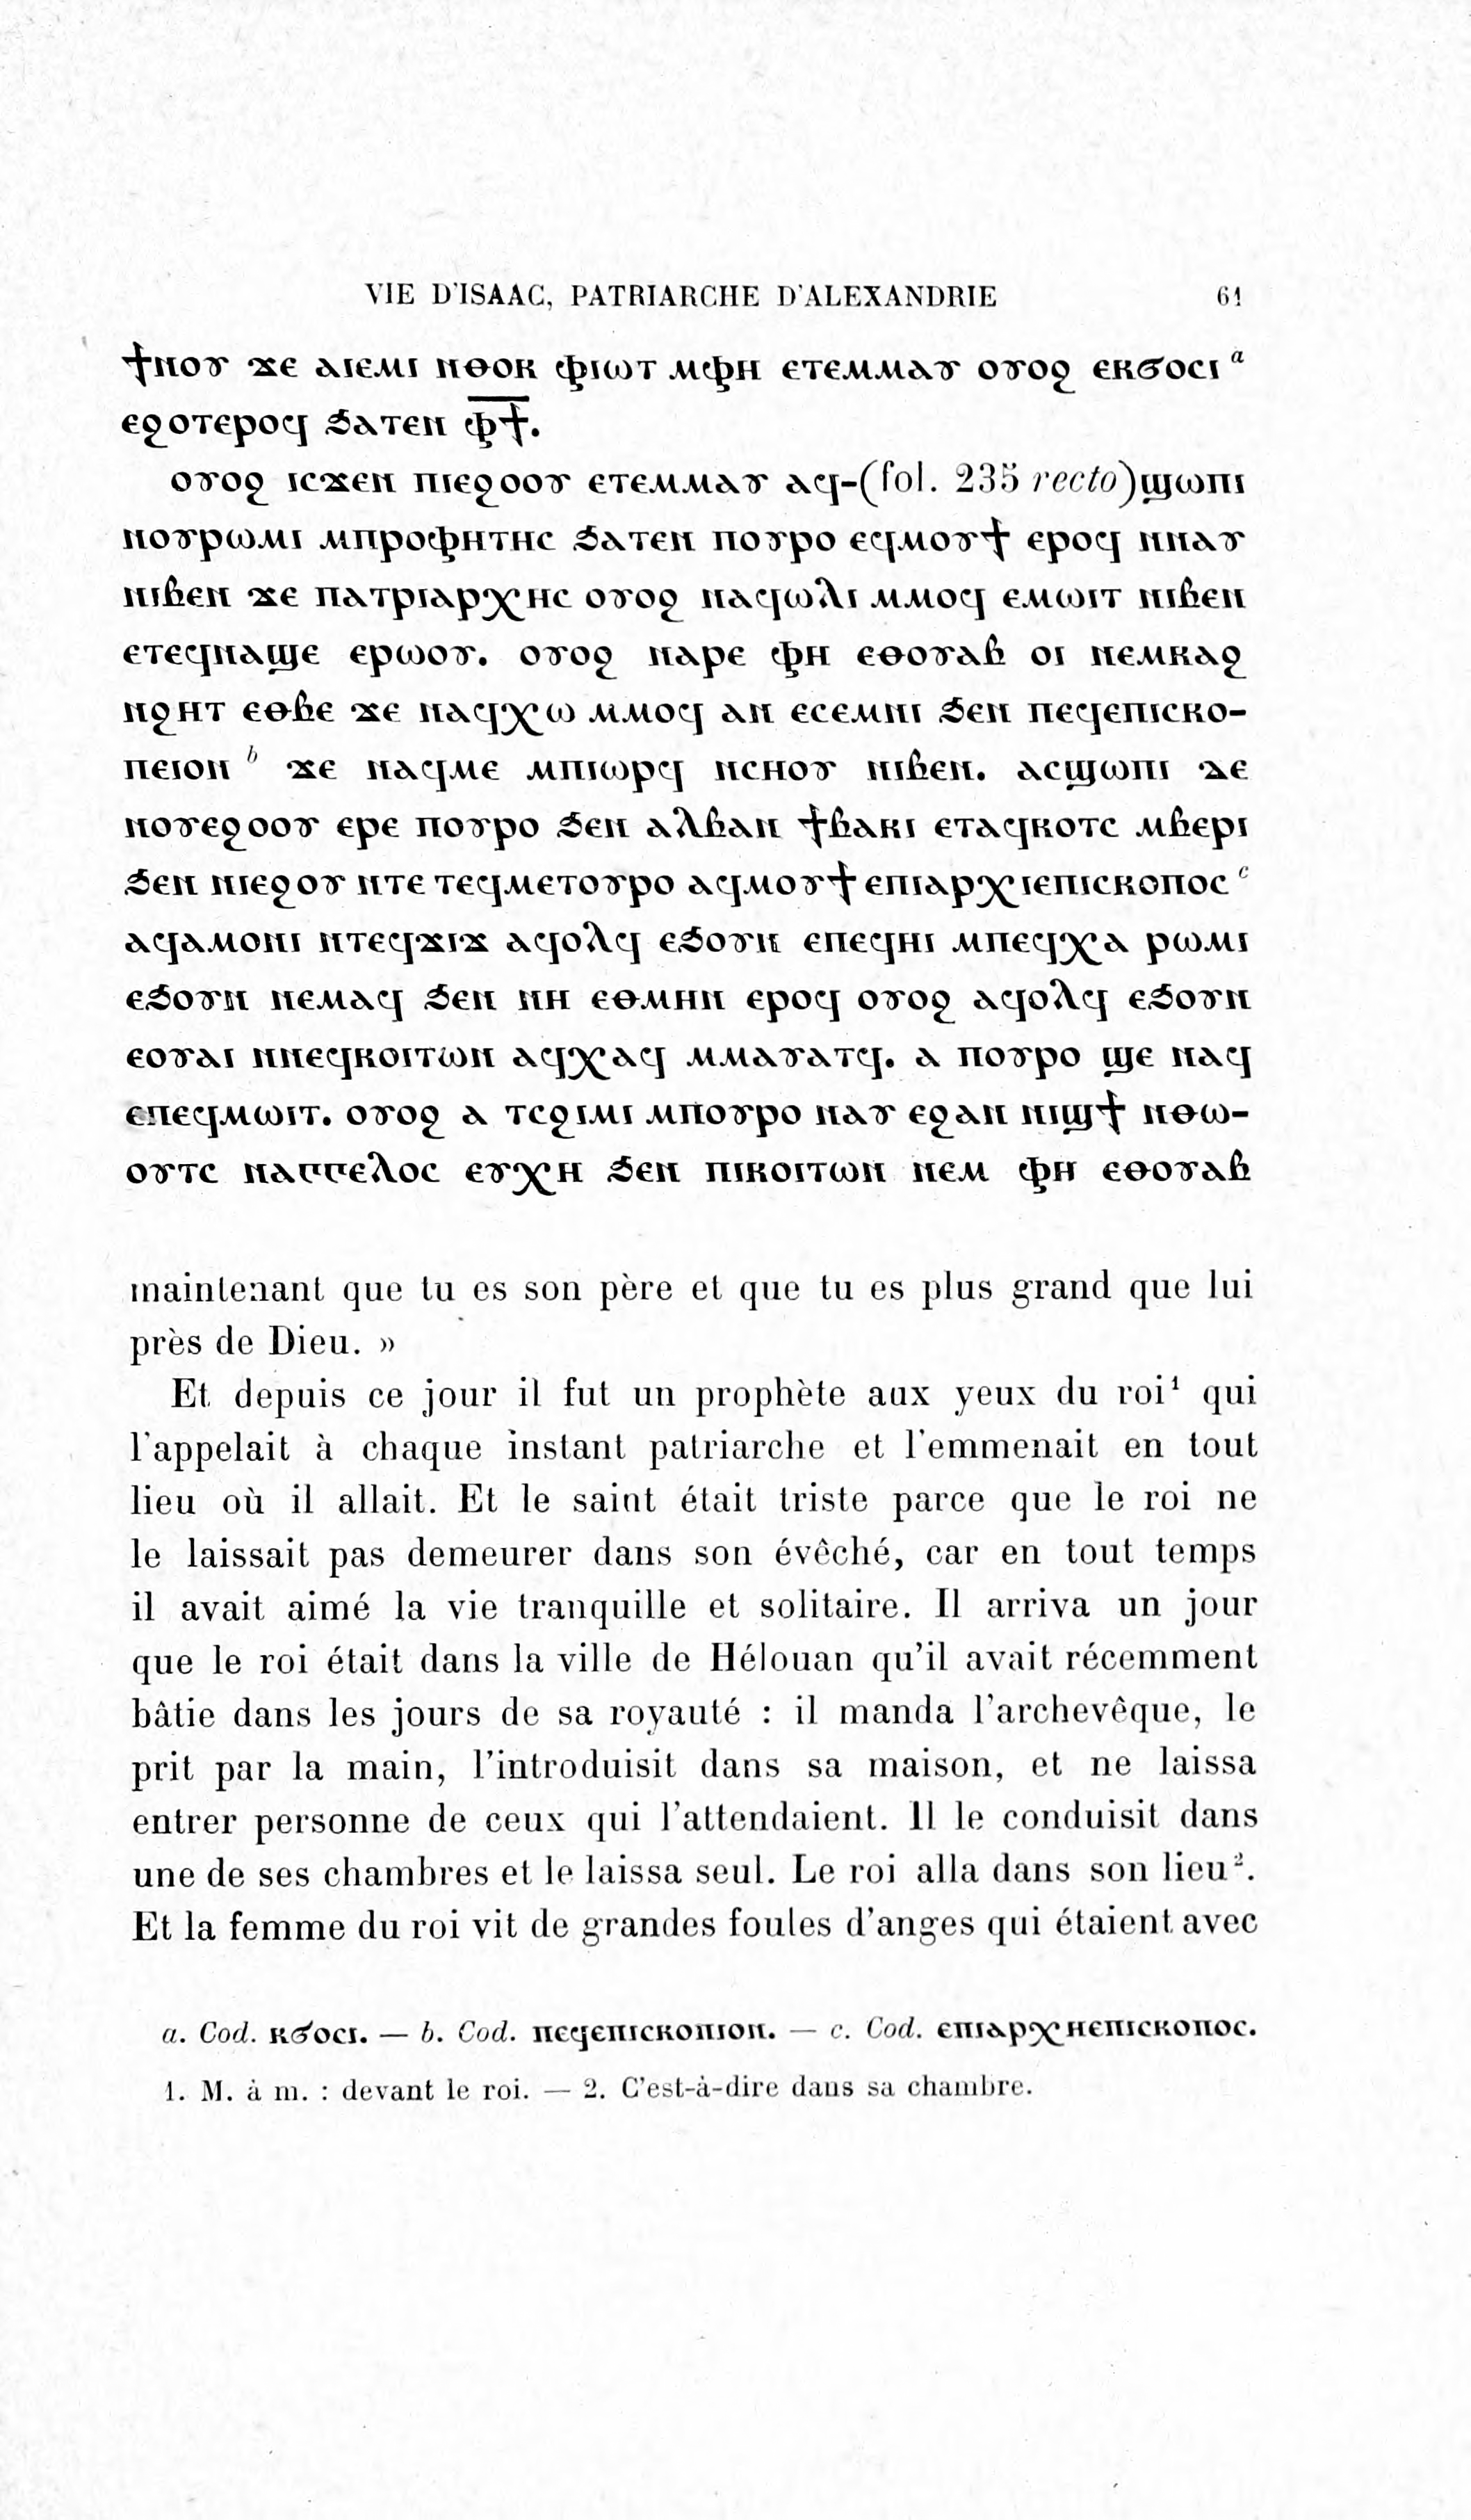 VIE D'ISAAC, PATRIARCHE D'ALEXANDRIE 61
ϯⲛⲟⲩ ϫⲉ ⲁⲓⲉⲙⲓ ⲛⲑⲟⲕ ⲫⲓⲱⲧ ⲙⲫⲏ ⲉⲧⲉⲙⲙⲁⲩ ⲟⲩⲟϩ ⲉⲕϭⲟⲥⲓ a
ⲉϩⲟⲧⲉⲣⲟϥ ϧⲁⲧⲉⲛ ⲫ̅ϯ̅.
ⲟⲩⲟϩ ⲓⲥϫⲉⲛ ⲡⲓⲉϩⲟⲟⲩ ⲉⲧⲉⲙⲙⲁⲩ ⲁϥ-(fol. 235 recto)ϣⲱⲡⲓ
ⲛⲟⲩⲣⲱⲙⲓ ⲙⲡⲣⲟⲫⲏⲧⲏⲥ ϧⲁⲧⲉⲛ ⲡⲟⲩⲣⲟ ⲉϥⲙⲟⲩϯ ⲉⲣⲟϥ ⲛⲛⲁⲩ
ⲛⲓⲃⲉⲛ ϫⲉ ⲡⲁⲧⲣⲓⲁⲣⲭⲏⲥ ⲟⲩⲟϩ ⲛⲁϥⲱⲗⲓ ⲙⲙⲟϥ ⲉⲙⲱⲓⲧ ⲛⲓⲃⲉⲛ
ⲉⲧⲉϥⲛⲁϣⲉ ⲉⲣⲱⲟⲩ. ⲟⲩⲟϩ ⲛⲁⲣⲉ ⲫⲏ ⲉⲑⲟⲩⲁⲃ ⲟⲓ ⲛⲉⲙⲕⲁϩ
ⲛϩⲏⲧ ⲉⲑⲃⲉ ϫⲉ ⲛⲁϥⲭⲱ ⲙⲙⲟϥ ⲁⲛ ⲉⲥⲉⲙⲛⲓ ϧⲉⲛ ⲡⲉϥⲉⲡⲓⲥⲕⲟ-
ⲡⲉⲓⲟⲛ b ϫⲉ ⲛⲁϥⲙⲉ ⲙⲡⲓⲱⲣϥ ⲛⲥⲏⲟⲩ ⲛⲓⲃⲉⲛ. ⲁⲥϣⲱⲡⲓ ⲇⲉ
ⲛⲟⲩⲉϩⲟⲟⲩ ⲉⲣⲉ ⲡⲟⲩⲣⲟ ϧⲉⲛ ⲁⲗⲃⲁⲛ ϯⲃⲁⲕⲓ ⲉⲧⲁϥⲕⲟⲧⲥ ⲙⲃⲉⲣⲓ
ϧⲉⲛ ⲛⲓⲉϩⲟⲩ ⲛⲧⲉ ⲧⲉϥⲙⲉⲧⲟⲩⲣⲟ ⲁϥⲙⲟⲩϯ ⲉⲡⲓⲁⲣⲭⲓⲉⲡⲓⲥⲕⲟⲡⲟⲥ c
ⲁϥⲁⲙⲟⲛⲓ ⲛⲧⲉϥϫⲓϫ ⲁϥⲟⲗϥ ⲉϧⲟⲩⲛ ⲉⲡⲉϥⲏⲓ ⲙⲡⲉϥⲭⲁ ⲣⲱⲙⲓ
ⲉϧⲟⲩⲛ ⲛⲉⲙⲁϥ ϧⲉⲛ ⲛⲏ ⲉⲑⲙⲏⲛ ⲉⲣⲟϥ ⲟⲩⲟϩ ⲁϥⲟⲗϥ ⲉϧⲟⲩⲛ
ⲉⲟⲩⲁⲓ ⲛⲛⲉϥⲕⲟⲓⲧⲱⲛ ⲁϥⲭⲁϥ ⲙⲙⲁⲩⲁⲧϥ. ⲁ ⲡⲟⲩⲣⲟ ϣⲉ ⲛⲁϥ
ⲉⲡⲉϥⲙⲱⲓⲧ. ⲟⲩⲟϩ ⲁ ⲧⲥϩⲓⲙⲓ ⲙⲡⲟⲩⲣⲟ ⲛⲁⲩ ⲉϩⲁⲛ ⲛⲓϣϯ ⲛⲑⲱ-
ⲟⲩⲧⲥ ⲛⲁⲅⲅⲉⲗⲟⲥ ⲉⲩⲭⲏ ϧⲉⲛ ⲡⲓⲕⲟⲓⲧⲱⲛ ⲛⲉⲙ ⲫⲏ ⲉⲑⲟⲩⲁⲃ
maintenant que tu es son père et que tu es plus grand que lui
près de Dieu. »
Et depuis ce jour il fut un prophète aux yeux du roi¹ qui
l'appelait à chaque instant patriarche et l'emmenait en tout
lieu où il allait. Et le saint était triste parce que le roi ne
le laissait pas demeurer dans son évêché, car en tout temps
il avait aimé la vie tranquille et solitaire. Il arriva un jour
que le roi était dans la ville de Hélouan qu'il avait récemment
bâtie dans les jours de sa royauté : il manda l'archevêque, le
prit par la main, l'introduisit dans sa maison, et ne laissa
entrer personne de ceux qui l'attendaient. Il le conduisit dans
une de ses chambres et le laissa seul. Le roi alla dans son lieu².
Et la femme du roi vit de grandes foules d'anges qui étaient avec
a. Cod. ⲕϭⲟⲥⲓ. — b. Cod. ⲡⲉϥⲉⲡⲓⲥⲕⲟⲡⲓⲟⲛ. — c. Cod. ⲉⲡⲓⲁⲣⲭⲏⲉⲡⲓⲥⲕⲟⲡⲟⲥ.
1. M. à m. : devant le roi. — 2. C'est-à-dire dans sa chambre.